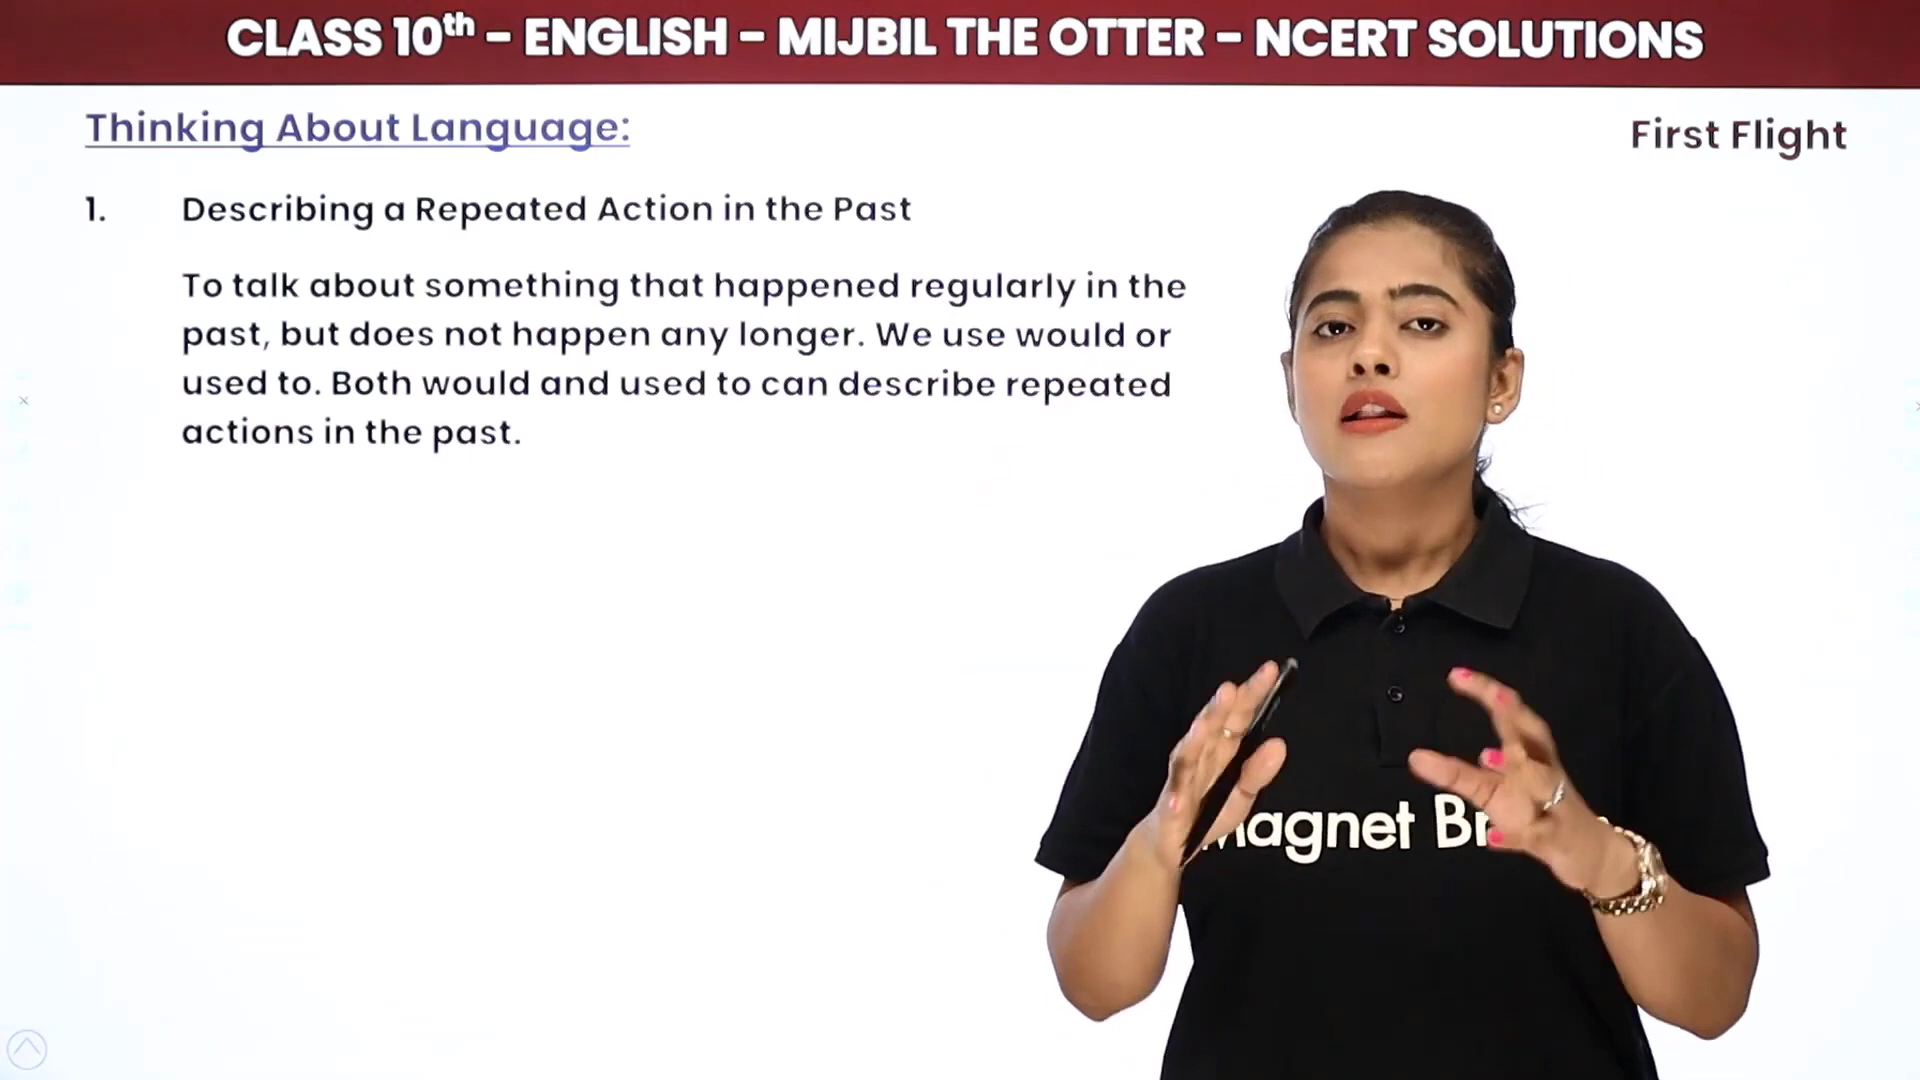 CLASS 10th – ENGLISH – MIJBIL THE OTTER – NCERT SOLUTIONS
Thinking About Language:
First Flight
1. Describing a Repeated Action in the Past
To talk about something that happened regularly in the
past, but does not happen any longer. We use would or
used to. Both would and used to can describe repeated
actions in the past.
agnet Br